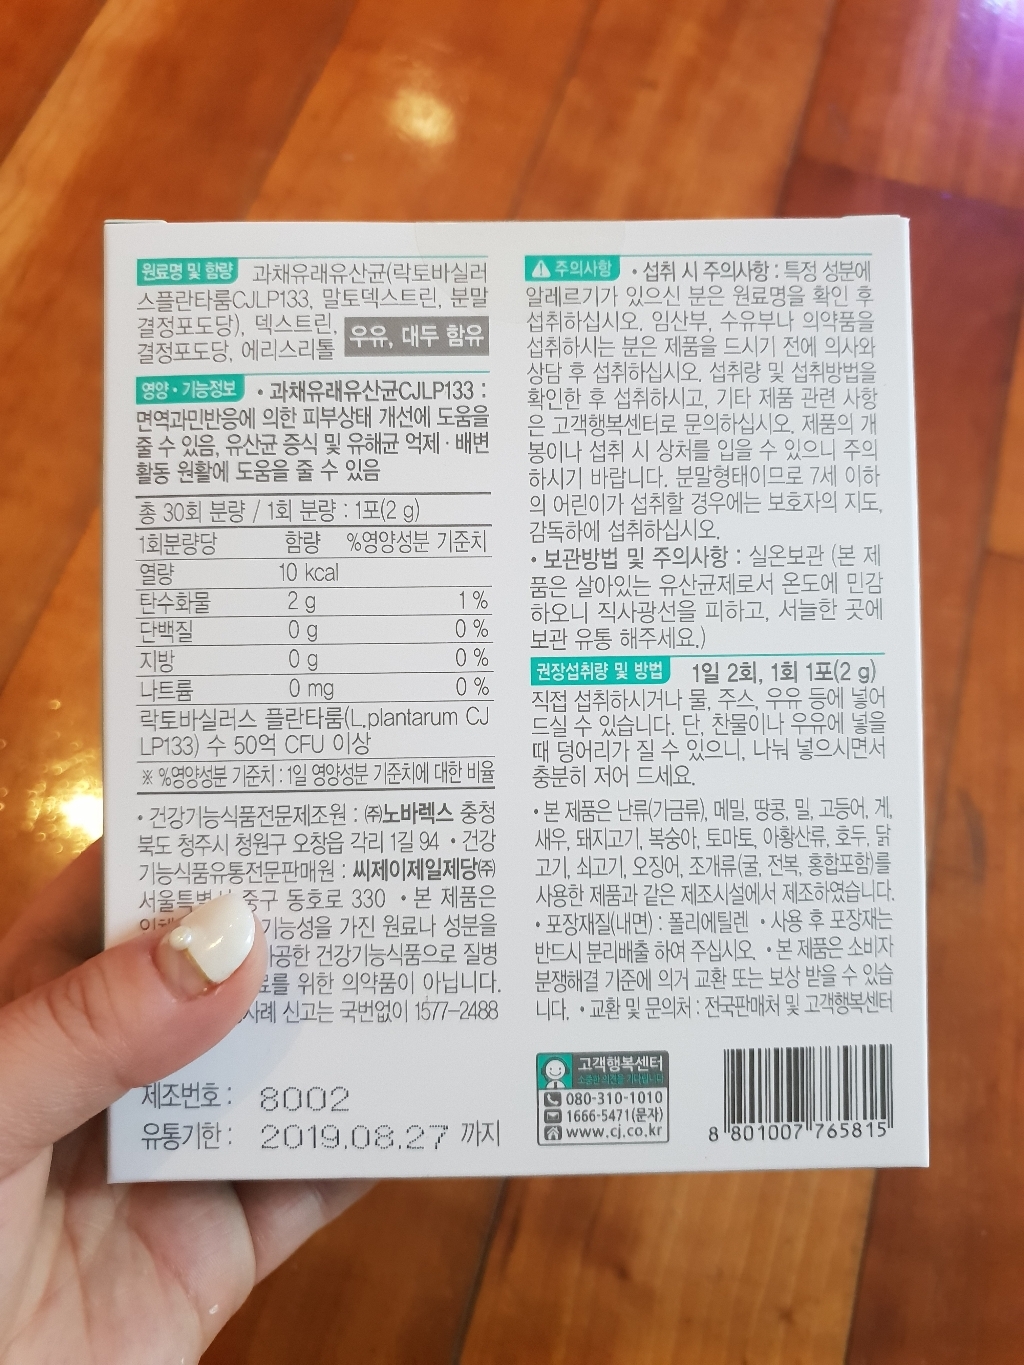 원료명 및 함량 과채유래유산균(락토바실러
스플란타룸CJLP133, 말토덱스트린, 분말
결정포도당), 덱스트린,
결정포도당, 에리스리톨
우유, 대두 함유
영양·기능정보 • 과채유래유산균CJLP133 :
면역과민반응에 의한 피부상태 개선에 도움을
줄 수 있음, 유산균 증식 및 유해균 억제·배변
활동 원활에 도움을 줄 수 있음
총 30회 분량 / 1회 분량 : 1포(2 g)
1회분량당 함량 %영양성분 기준치
열량 10 kcal
탄수화물 2 g 1 %
단백질 0 g 0 %
지방 0 g 0 %
나트륨 0 mg 0 %
락토바실러스 플란타룸(L.plantarum CJ
LP133) 수 50억 CFU 이상
※ %영양성분 기준치 : 1일 영양성분 기준치에 대한 비율
• 건강기능식품전문제조원 : ㈜노바렉스 충청
북도 청주시 청원구 오창읍 각리 1길 94 • 건강
기능식품유통전문판매원 : 씨제이제일제당㈜
서울특별 중구 동호로 330 • 본 제품은
기능성을 가진 원료나 성분을
공한 건강기능식품으로 질병
를 위한 의약품이 아닙니다.
사례 신고는 국번없이 1577-2488
제조번호 : 8002
유통기한 : 2019.08.27 까지
⚠ 주의사항 • 섭취 시 주의사항 : 특정 성분에
알레르기가 있으신 분은 원료명을 확인 후
섭취하십시오. 임산부, 수유부나 의약품을
섭취하시는 분은 제품을 드시기 전에 의사와
상담 후 섭취하십시오. 섭취량 및 섭취방법을
확인한 후 섭취하시고, 기타 제품 관련 사항
은 고객행복센터로 문의하십시오. 제품의 개
봉이나 섭취 시 상처를 입을 수 있으니 주의
하시기 바랍니다. 분말형태이므로 7세 이하
의 어린이가 섭취할 경우에는 보호자의 지도,
감독하에 섭취하십시오.
• 보관방법 및 주의사항 : 실온보관 (본 제
품은 살아있는 유산균제로서 온도에 민감
하오니 직사광선을 피하고, 서늘한 곳에
보관 유통 해주세요.)
권장섭취량 및 방법 1일 2회, 1회 1포(2 g)
직접 섭취하시거나 물, 주스, 우유 등에 넣어
드실 수 있습니다. 단, 찬물이나 우유에 넣을
때 덩어리가 질 수 있으니, 나눠 넣으시면서
충분히 저어 드세요.
• 본 제품은 난류(가금류), 메밀, 땅콩, 밀, 고등어, 게,
새우, 돼지고기, 복숭아, 토마토, 아황산류, 호두, 닭
고기, 쇠고기, 오징어, 조개류(굴, 전복, 홍합포함)를
사용한 제품과 같은 제조시설에서 제조하였습니다.
• 포장재질(내면) : 폴리에틸렌 • 사용 후 포장재는
반드시 분리배출 하여 주십시오. • 본 제품은 소비자
분쟁해결 기준에 의거 교환 또는 보상 받을 수 있습
니다. • 교환 및 문의처 : 전국판매처 및 고객행복센터
고객행복센터
소중한 의견을 기다립니다
080-310-1010
1666-5471(문자)
www.cj.co.kr
8 801007 765815